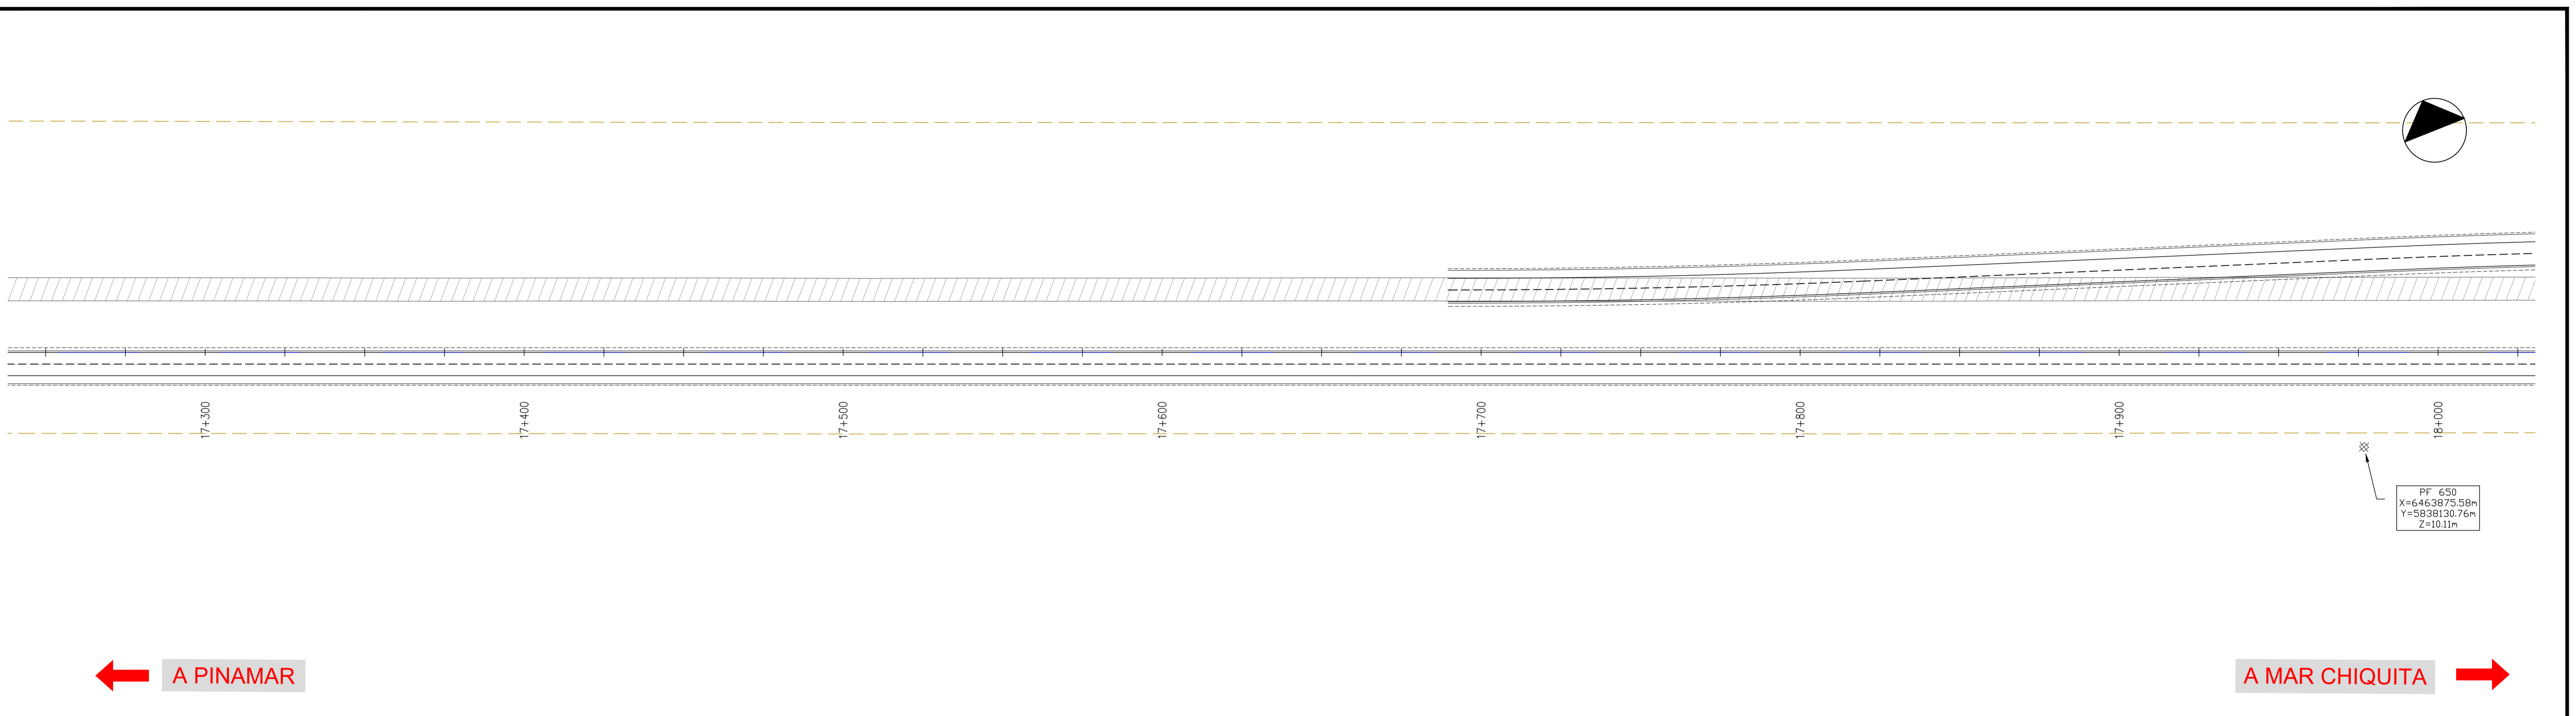 17+300
17+400
17+500
17+600
17+700
17+800
17+900
18+000
PF 650
X=6463875.58m
Y=5838130.76m
Z=10.11m
A PINAMAR
A MAR CHIQUITA